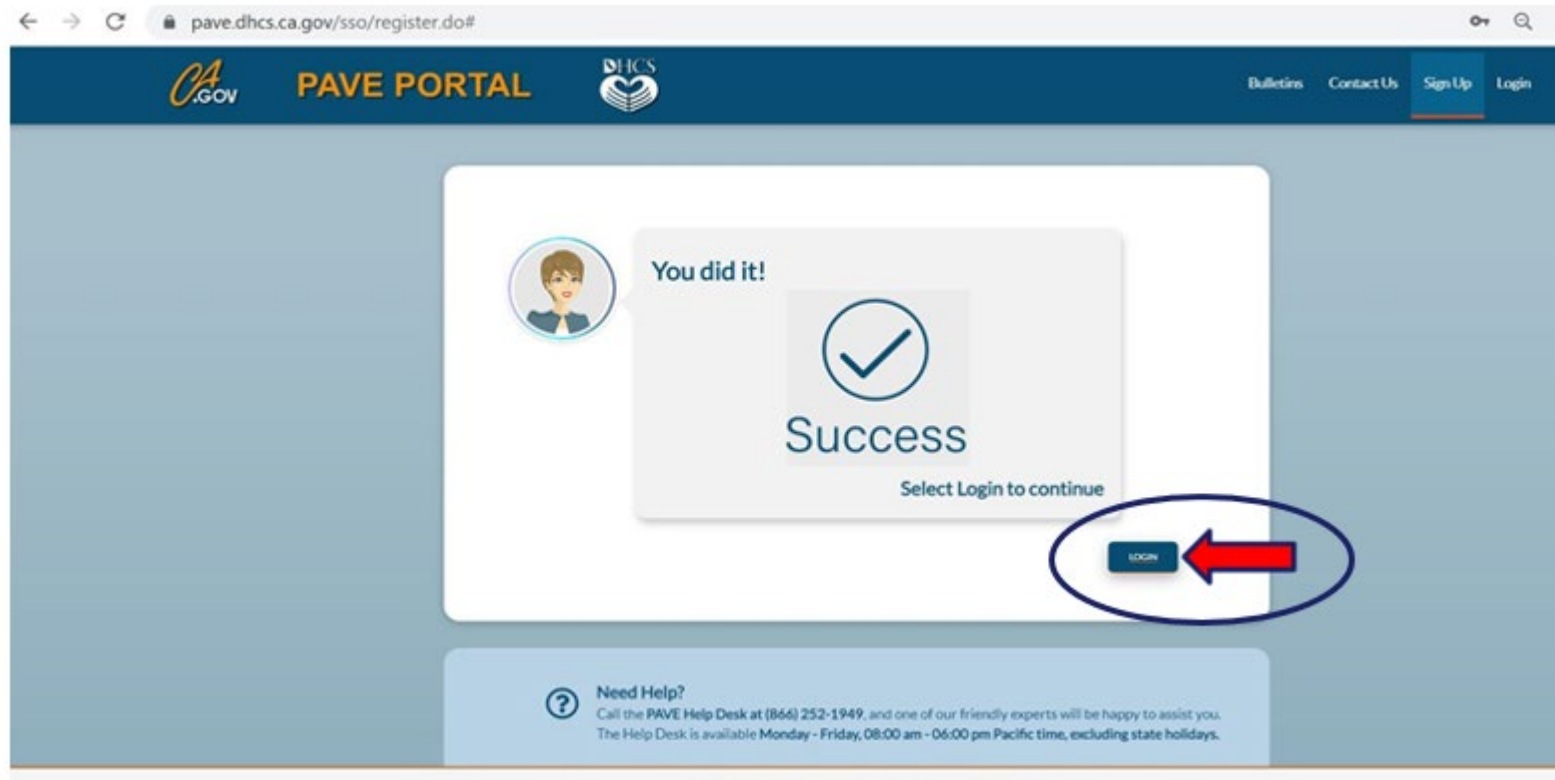 pave.dhcs.ca.gov/sso/register.do#
CA.GOV
PAVE PORTAL
DHCS
Bulletins
Contact Us
Sign Up
Login
You did it!
Success
Select Login to continue
LOGIN
Need Help?
Call the PAVE Help Desk at (866) 252-1949, and one of our friendly experts will be happy to assist you.
The Help Desk is available Monday - Friday, 08:00 am - 06:00 pm Pacific time, excluding state holidays.